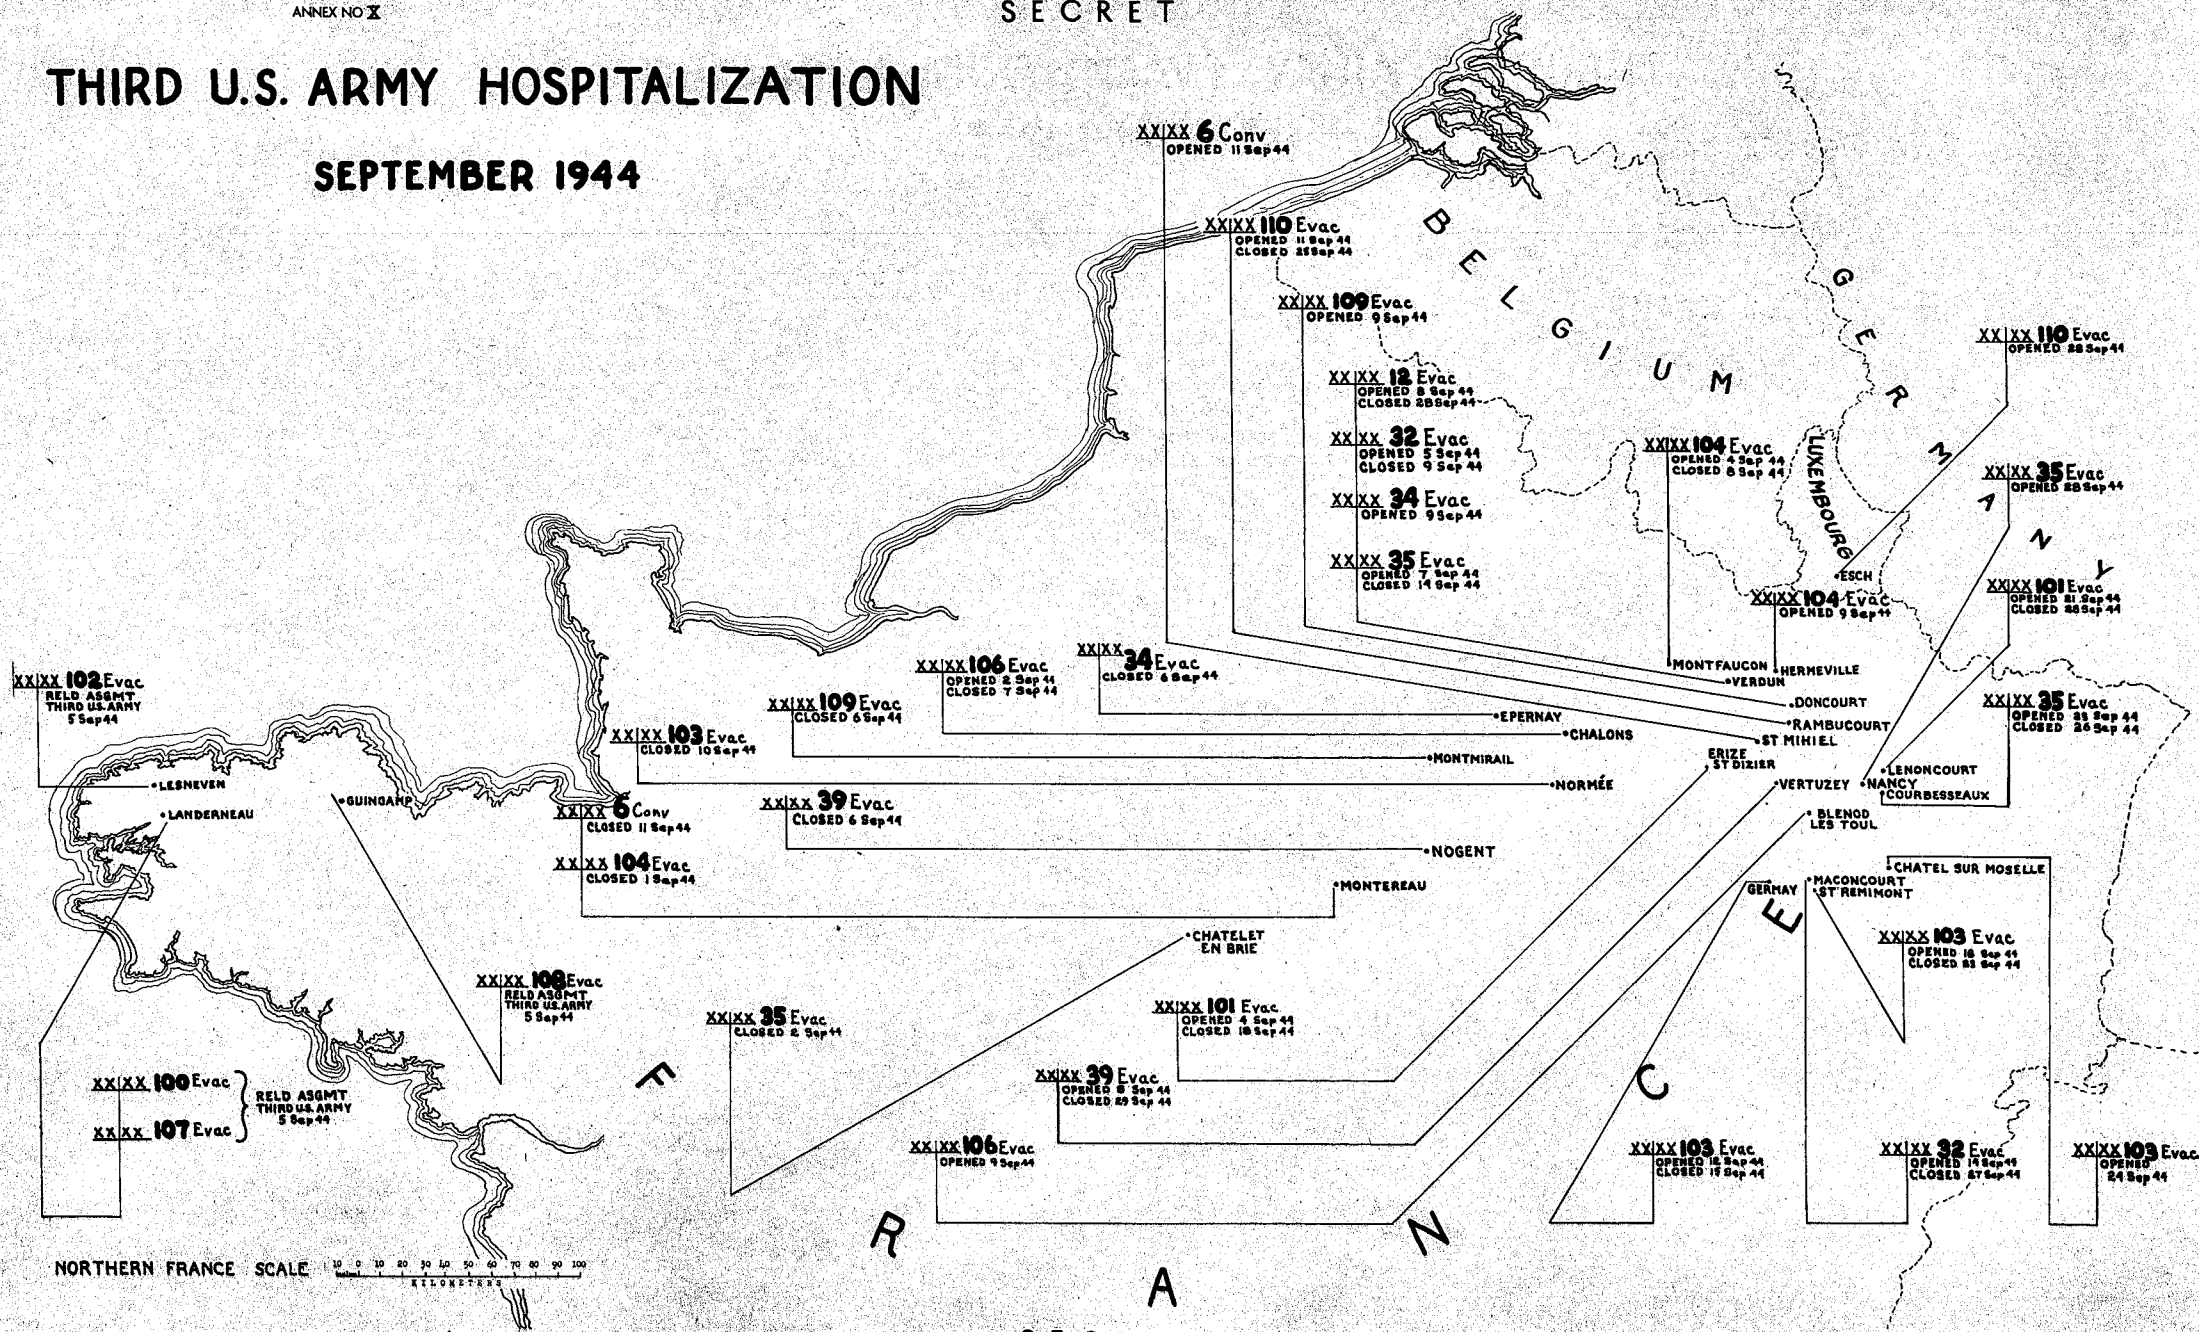 ANNEX NO X
SECRET
THIRD U.S. ARMY HOSPITALIZATION
SEPTEMBER 1944
XX XX 6 Conv
OPENED 11 Sep 44
XX XX 110 Evac
OPENED 11 Sep 44
CLOSED 25 Sep 44
XX XX 109 Evac
OPENED 9 Sep 44
XX XX 12 Evac
OPENED 8 Sep 44
CLOSED 28 Sep 44
XX XX 32 Evac
OPENED 5 Sep 44
CLOSED 9 Sep 44
XX XX 34 Evac
OPENED 9 Sep 44
XX XX 35 Evac
OPENED 7 Sep 44
CLOSED 14 Sep 44
BELGIUM
GERMANY
LUXEMBOURG
XX XX 110 Evac
OPENED 28 Sep 44
XX XX 104 Evac
OPENED 4 Sep 44
CLOSED 8 Sep 44
XX XX 35 Evac
OPENED 28 Sep 44
ESCH
XX XX 104 Evac
OPENED 9 Sep 44
XX XX 101 Evac
OPENED 21 Sep 44
CLOSED Sep 44
MONTFAUCON
HERMEVILLE
VERDUN
DONCOURT
RAMBUCOURT
ST MIHIEL
XX XX 35 Evac
OPENED Sep 44
CLOSED 26 Sep 44
XX XX 102 Evac
RELD ASGMT
THIRD U.S. ARMY
5 Sep 44
XX XX 103 Evac
CLOSED 10 Sep 44
XX XX 109 Evac
CLOSED 6 Sep 44
XX XX 106 Evac
OPENED 2 Sep 44
CLOSED 7 Sep 44
XX XX 34 Evac
CLOSED 6 Sep 44
EPERNAY
CHALONS
MONTMIRAIL
NORMÉE
ERIZE
ST DIZIER
VERTUZEY
NANCY
LENONCOURT
COURBESSEAUX
BLENOD
LES TOUL
LESNEVEN
LANDERNEAU
GUINGAMP
XX XX 6 Conv
CLOSED 11 Sep 44
XX XX 104 Evac
CLOSED 1 Sep 44
XX XX 39 Evac
CLOSED 6 Sep 44
NOGENT
MONTEREAU
CHATELET
EN BRIE
CHATEL SUR MOSELLE
GERMAY
MACONCOURT
ST REMIMONT
XX XX 103 Evac
OPENED Sep 44
CLOSED Sep 44
XX XX 108 Evac
RELD ASGMT
THIRD U.S. ARMY
5 Sep 44
XX XX 35 Evac
CLOSED 2 Sep 44
XX XX 101 Evac
OPENED 4 Sep 44
CLOSED 18 Sep 44
XX XX 39 Evac
OPENED 8 Sep 44
CLOSED 29 Sep 44
XX XX 106 Evac
OPENED 9 Sep 44
XX XX 100 Evac
XX XX 107 Evac
RELD ASGMT
THIRD U.S. ARMY
5 Sep 44
XX XX 103 Evac
OPENED 12 Sep 44
CLOSED Sep 44
XX XX 32 Evac
OPENED 14 Sep 44
CLOSED 27 Sep 44
XX XX 103 Evac
OPENED
24 Sep 44
FRANCE
NORTHERN FRANCE SCALE
10 0 10 20 30 40 50 60 70 80 90 100
KILOMETERS